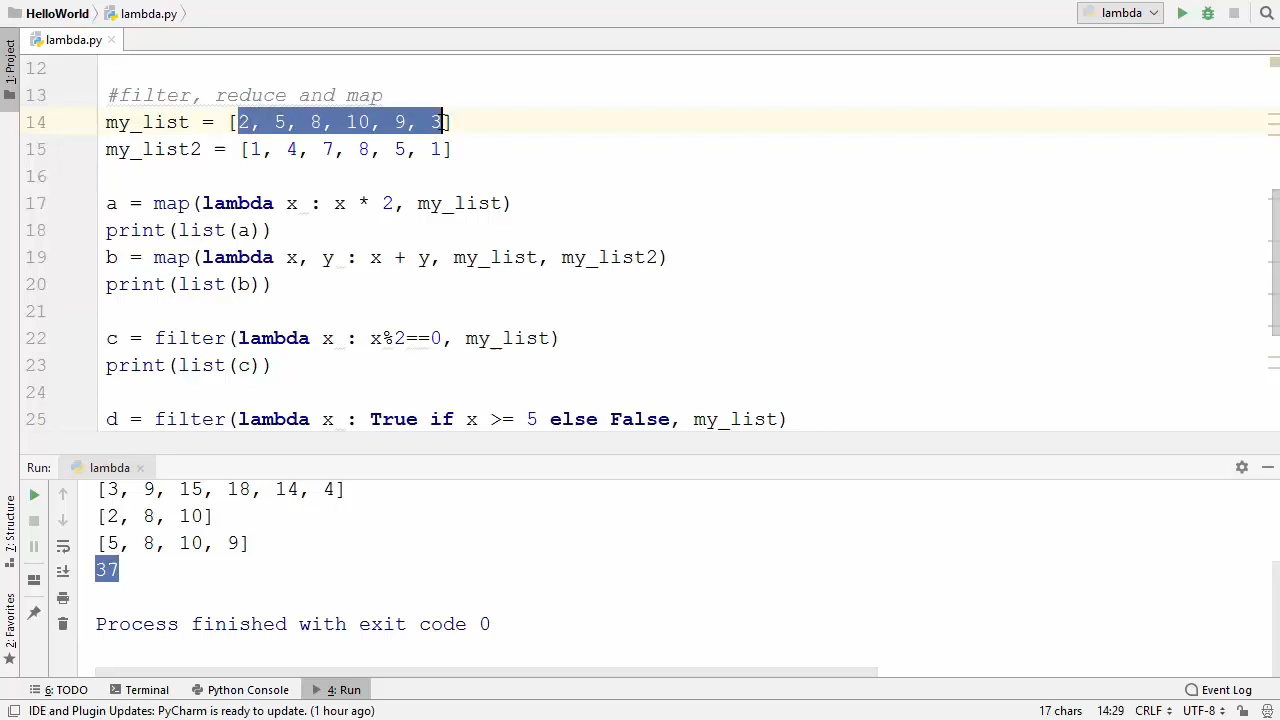 HelloWorld lambda.py lambda
lambda.py
1: Project
12
13 #filter, reduce and map
14 my_list = [2, 5, 8, 10, 9, 3]
15 my_list2 = [1, 4, 7, 8, 5, 1]
16
17 a = map(lambda x : x * 2, my_list)
18 print(list(a))
19 b = map(lambda x, y : x + y, my_list, my_list2)
20 print(list(b))
21
22 c = filter(lambda x : x%2==0, my_list)
23 print(list(c))
24
25 d = filter(lambda x : True if x >= 5 else False, my_list)
Run: lambda
[3, 9, 15, 18, 14, 4]
[2, 8, 10]
[5, 8, 10, 9]
37
Process finished with exit code 0
7: Structure
2: Favorites
6: TODO Terminal Python Console 4: Run Event Log
IDE and Plugin Updates: PyCharm is ready to update. (1 hour ago) 17 chars 14:29 CRLF UTF-8